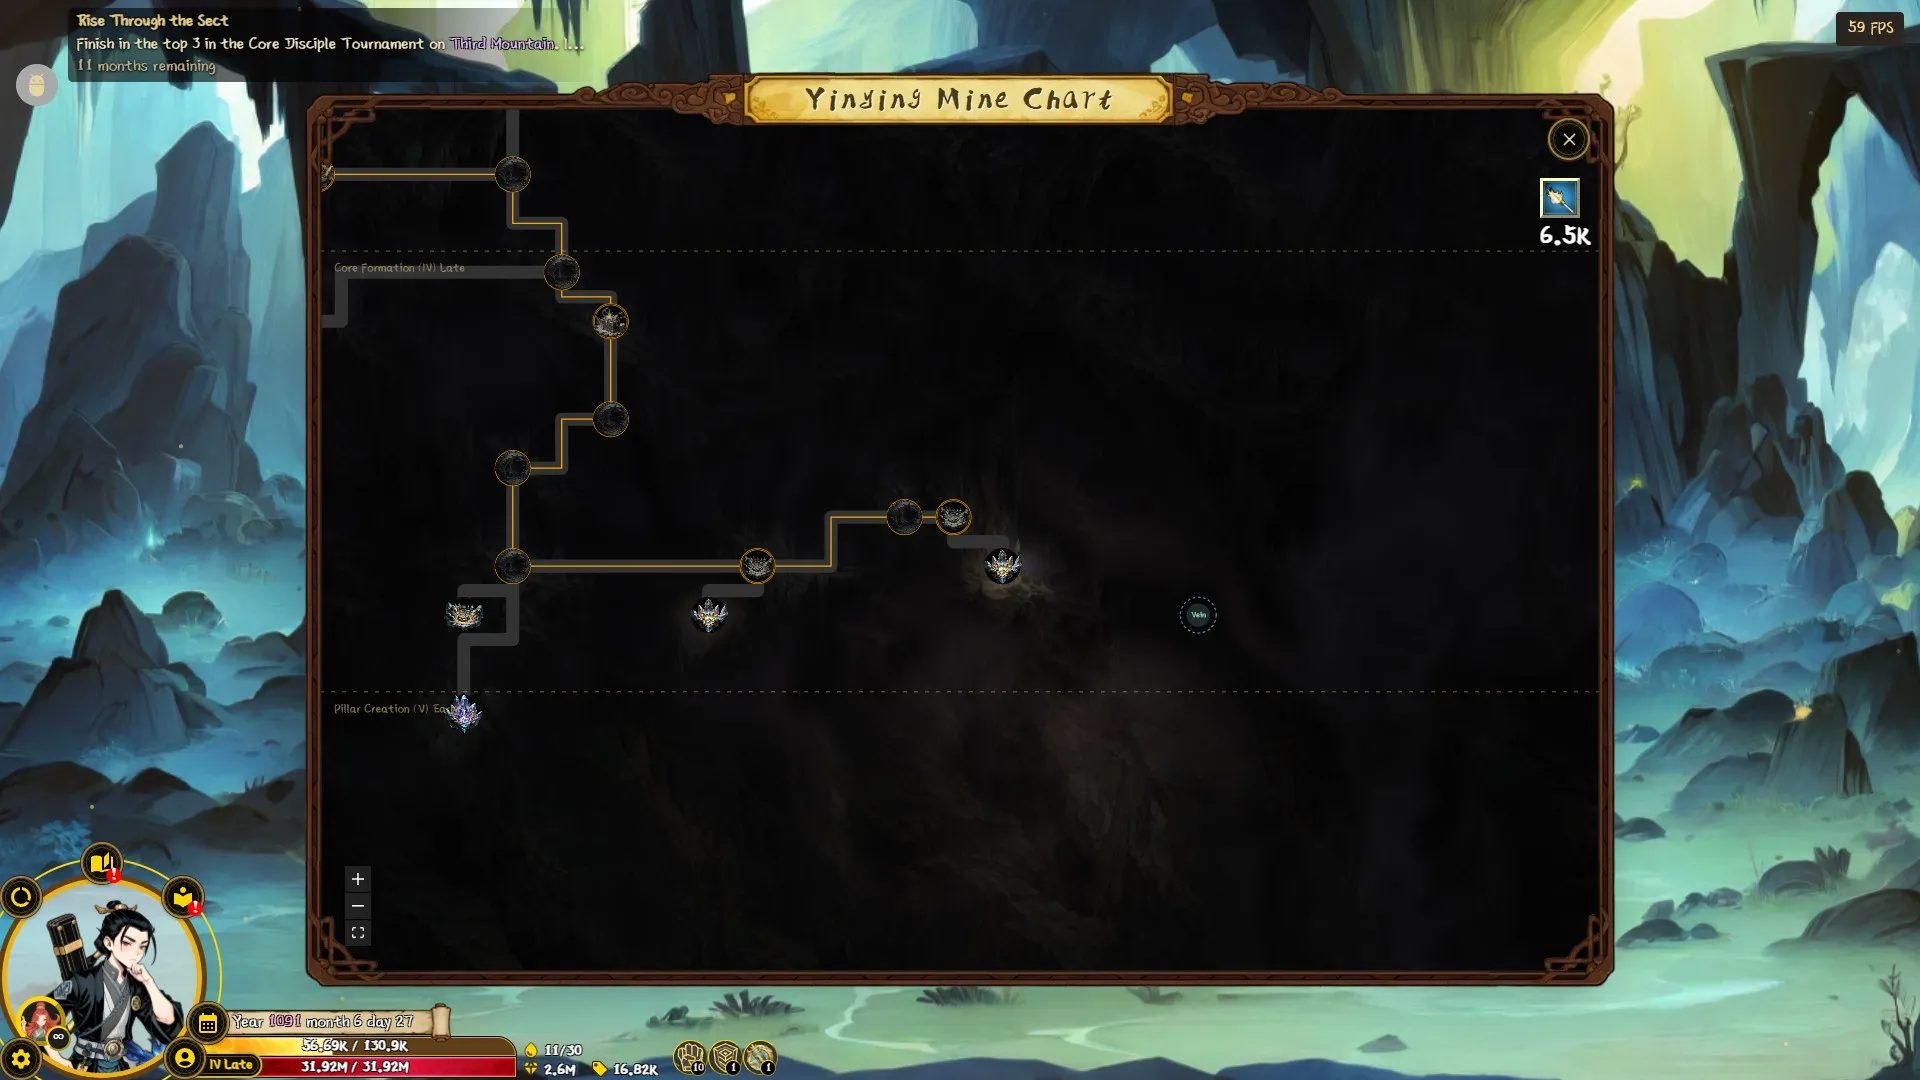 Rise Through the Sect
Finish in the top 3 in the Core Disciple Tournament on Third Mountain. I...
11 months remaining
59 FPS
Yinying Mine Chart
6.5K
Core Formation (IV) Late
Vein
Pillar Creation (V) Ea
Year 1091 month 6 day 27
56.69K / 130.9K
IV Late
31.92M / 31.92M
11/30
2.6M
16.82K
10
1
1